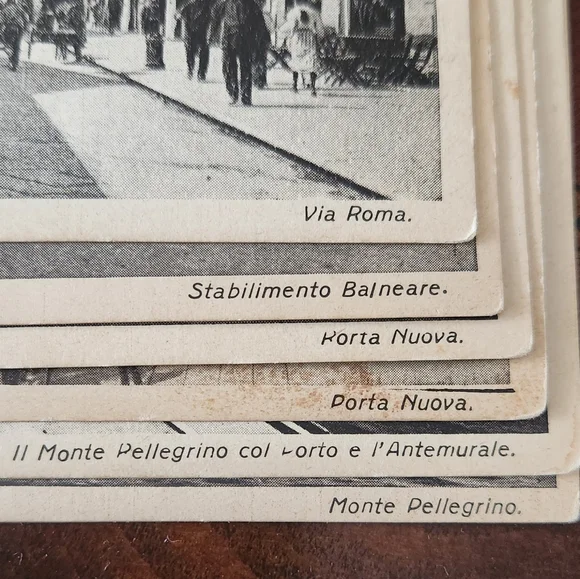 Via Roma.
Stabilimento Balneare.
Porta Nuova.
Porta Nuova.
Il Monte Pellegrino col Porto e l'Antemurale.
Monte Pellegrino.